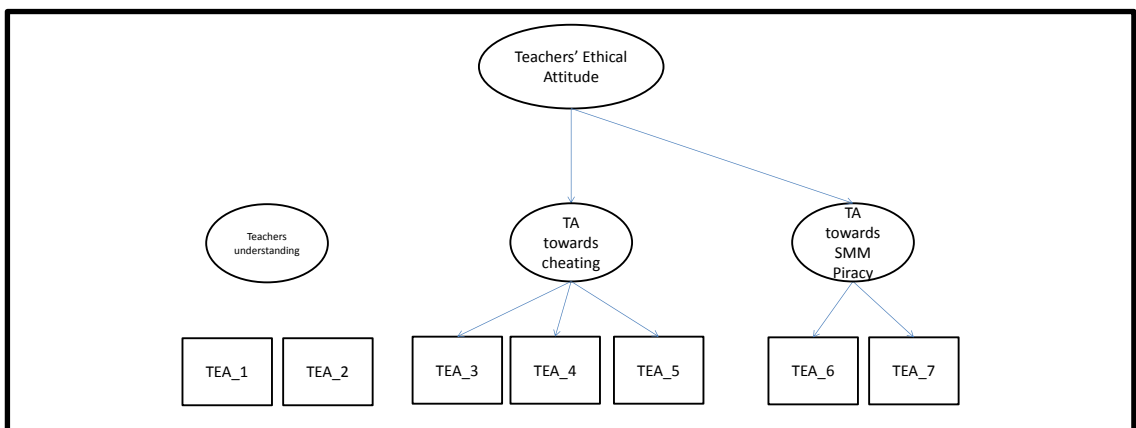 Teachers’ Ethical
Attitude
Teachers
understanding
TA
towards
cheating
TA
towards
SMM
Piracy
TEA_1
TEA_2
TEA_3
TEA_4
TEA_5
TEA_6
TEA_7